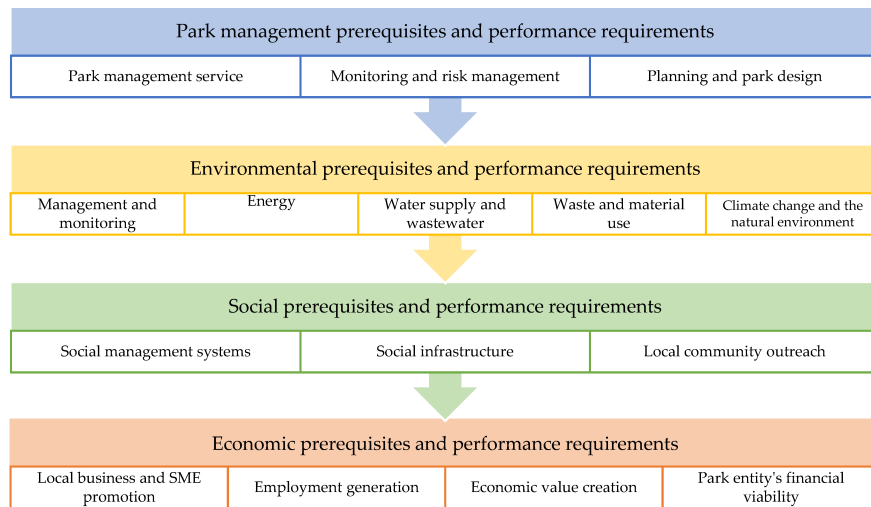 Park management prerequisites and performance requirements
Park management service
Monitoring and risk management
Planning and park design
Environmental prerequisites and performance requirements
Management and
monitoring
Energy
Water supply and
wastewater
Waste and material
use
Climate change and the
natural environment
Social prerequisites and performance requirements
Social management systems
Social infrastructure
Local community outreach
Economic prerequisites and performance requirements
Local business and SME
promotion
Employment generation
Economic value creation
Park entity's financial
viability